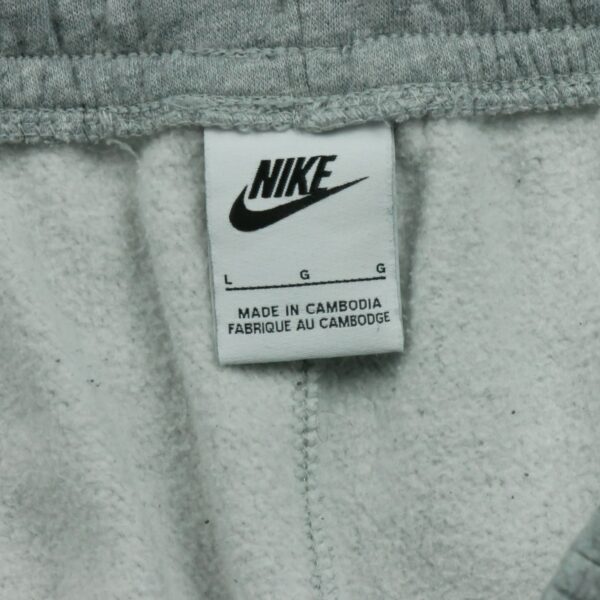 NIKE
L G G
MADE IN CAMBODIA
FABRIQUE AU CAMBODGE